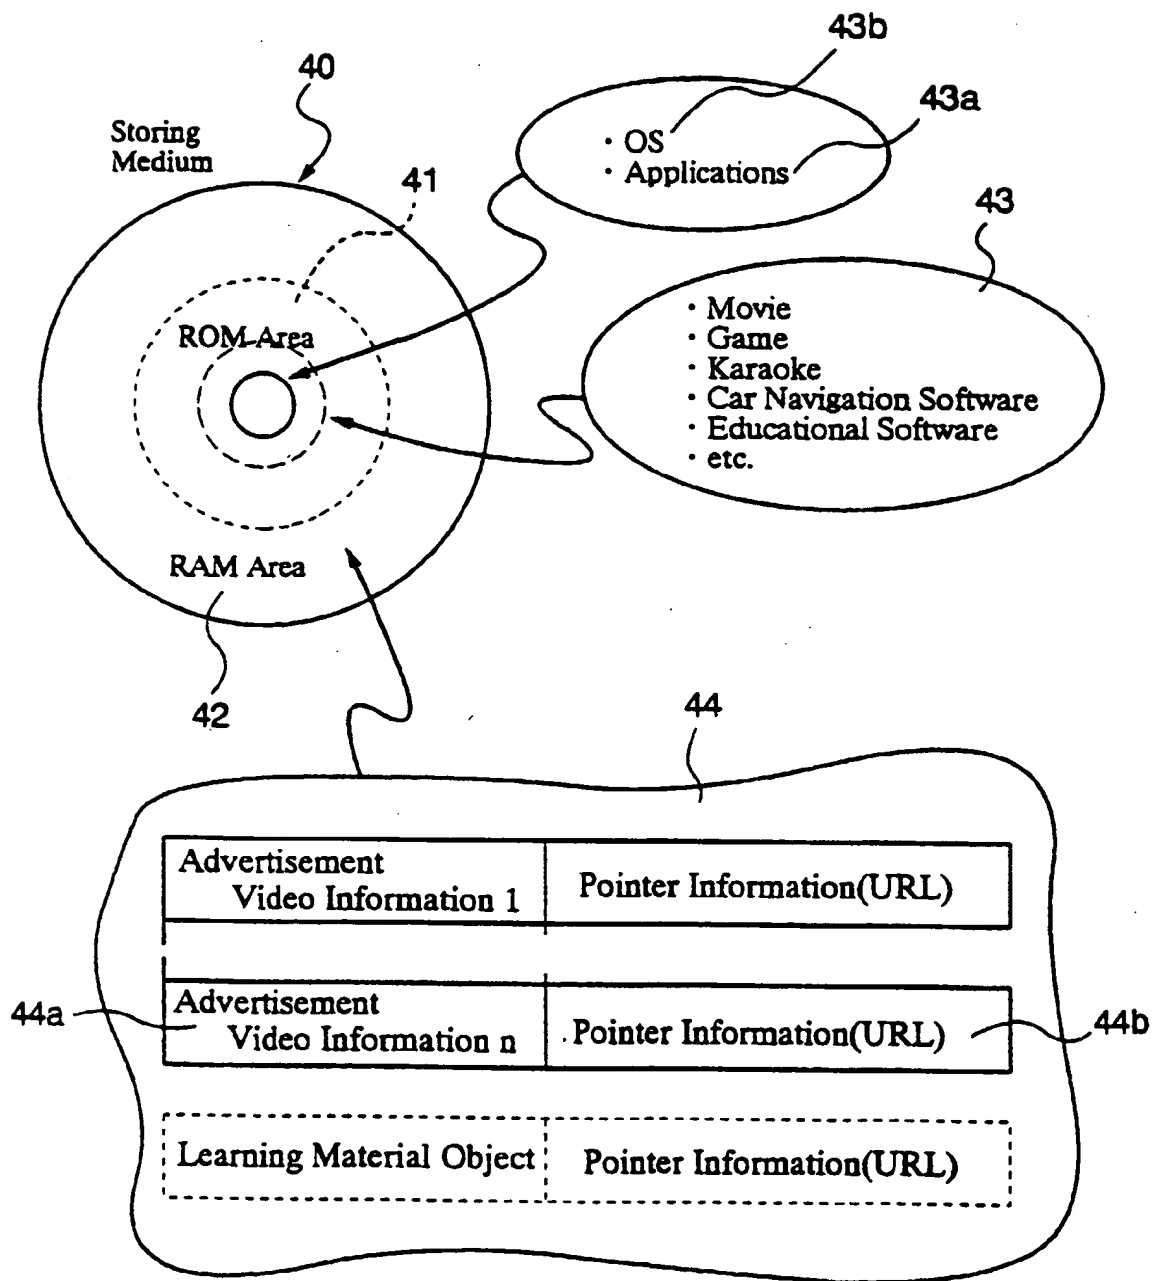 43b
40
43a
Storing
Medium
· OS
· Applications
41
43
ROM Area
· Movie
· Game
· Karaoke
· Car Navigation Software
· Educational Software
· etc.
RAM Area
42
44
Advertisement
Video Information 1
Pointer Information(URL)
44a
Advertisement
Video Information n
Pointer Information(URL)
44b
Learning Material Object
Pointer Information(URL)